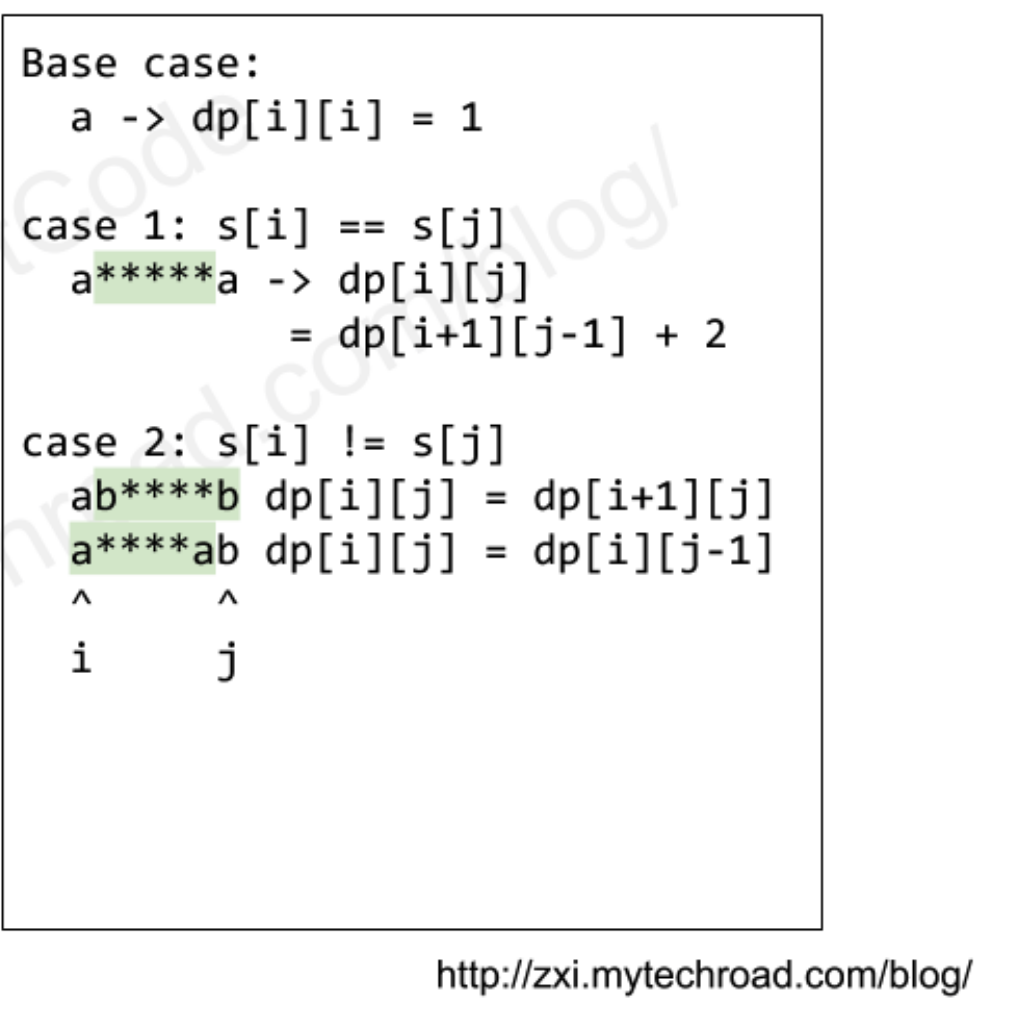 Base case:
a -> dp[i][i] = 1
case 1: s[i] == s[j]
a*****a -> dp[i][j]
= dp[i+1][j-1] + 2
case 2: s[i] != s[j]
ab****b dp[i][j] = dp[i+1][j]
a****ab dp[i][j] = dp[i][j-1]
^ ^
i j
http://zxi.mytechroad.com/blog/